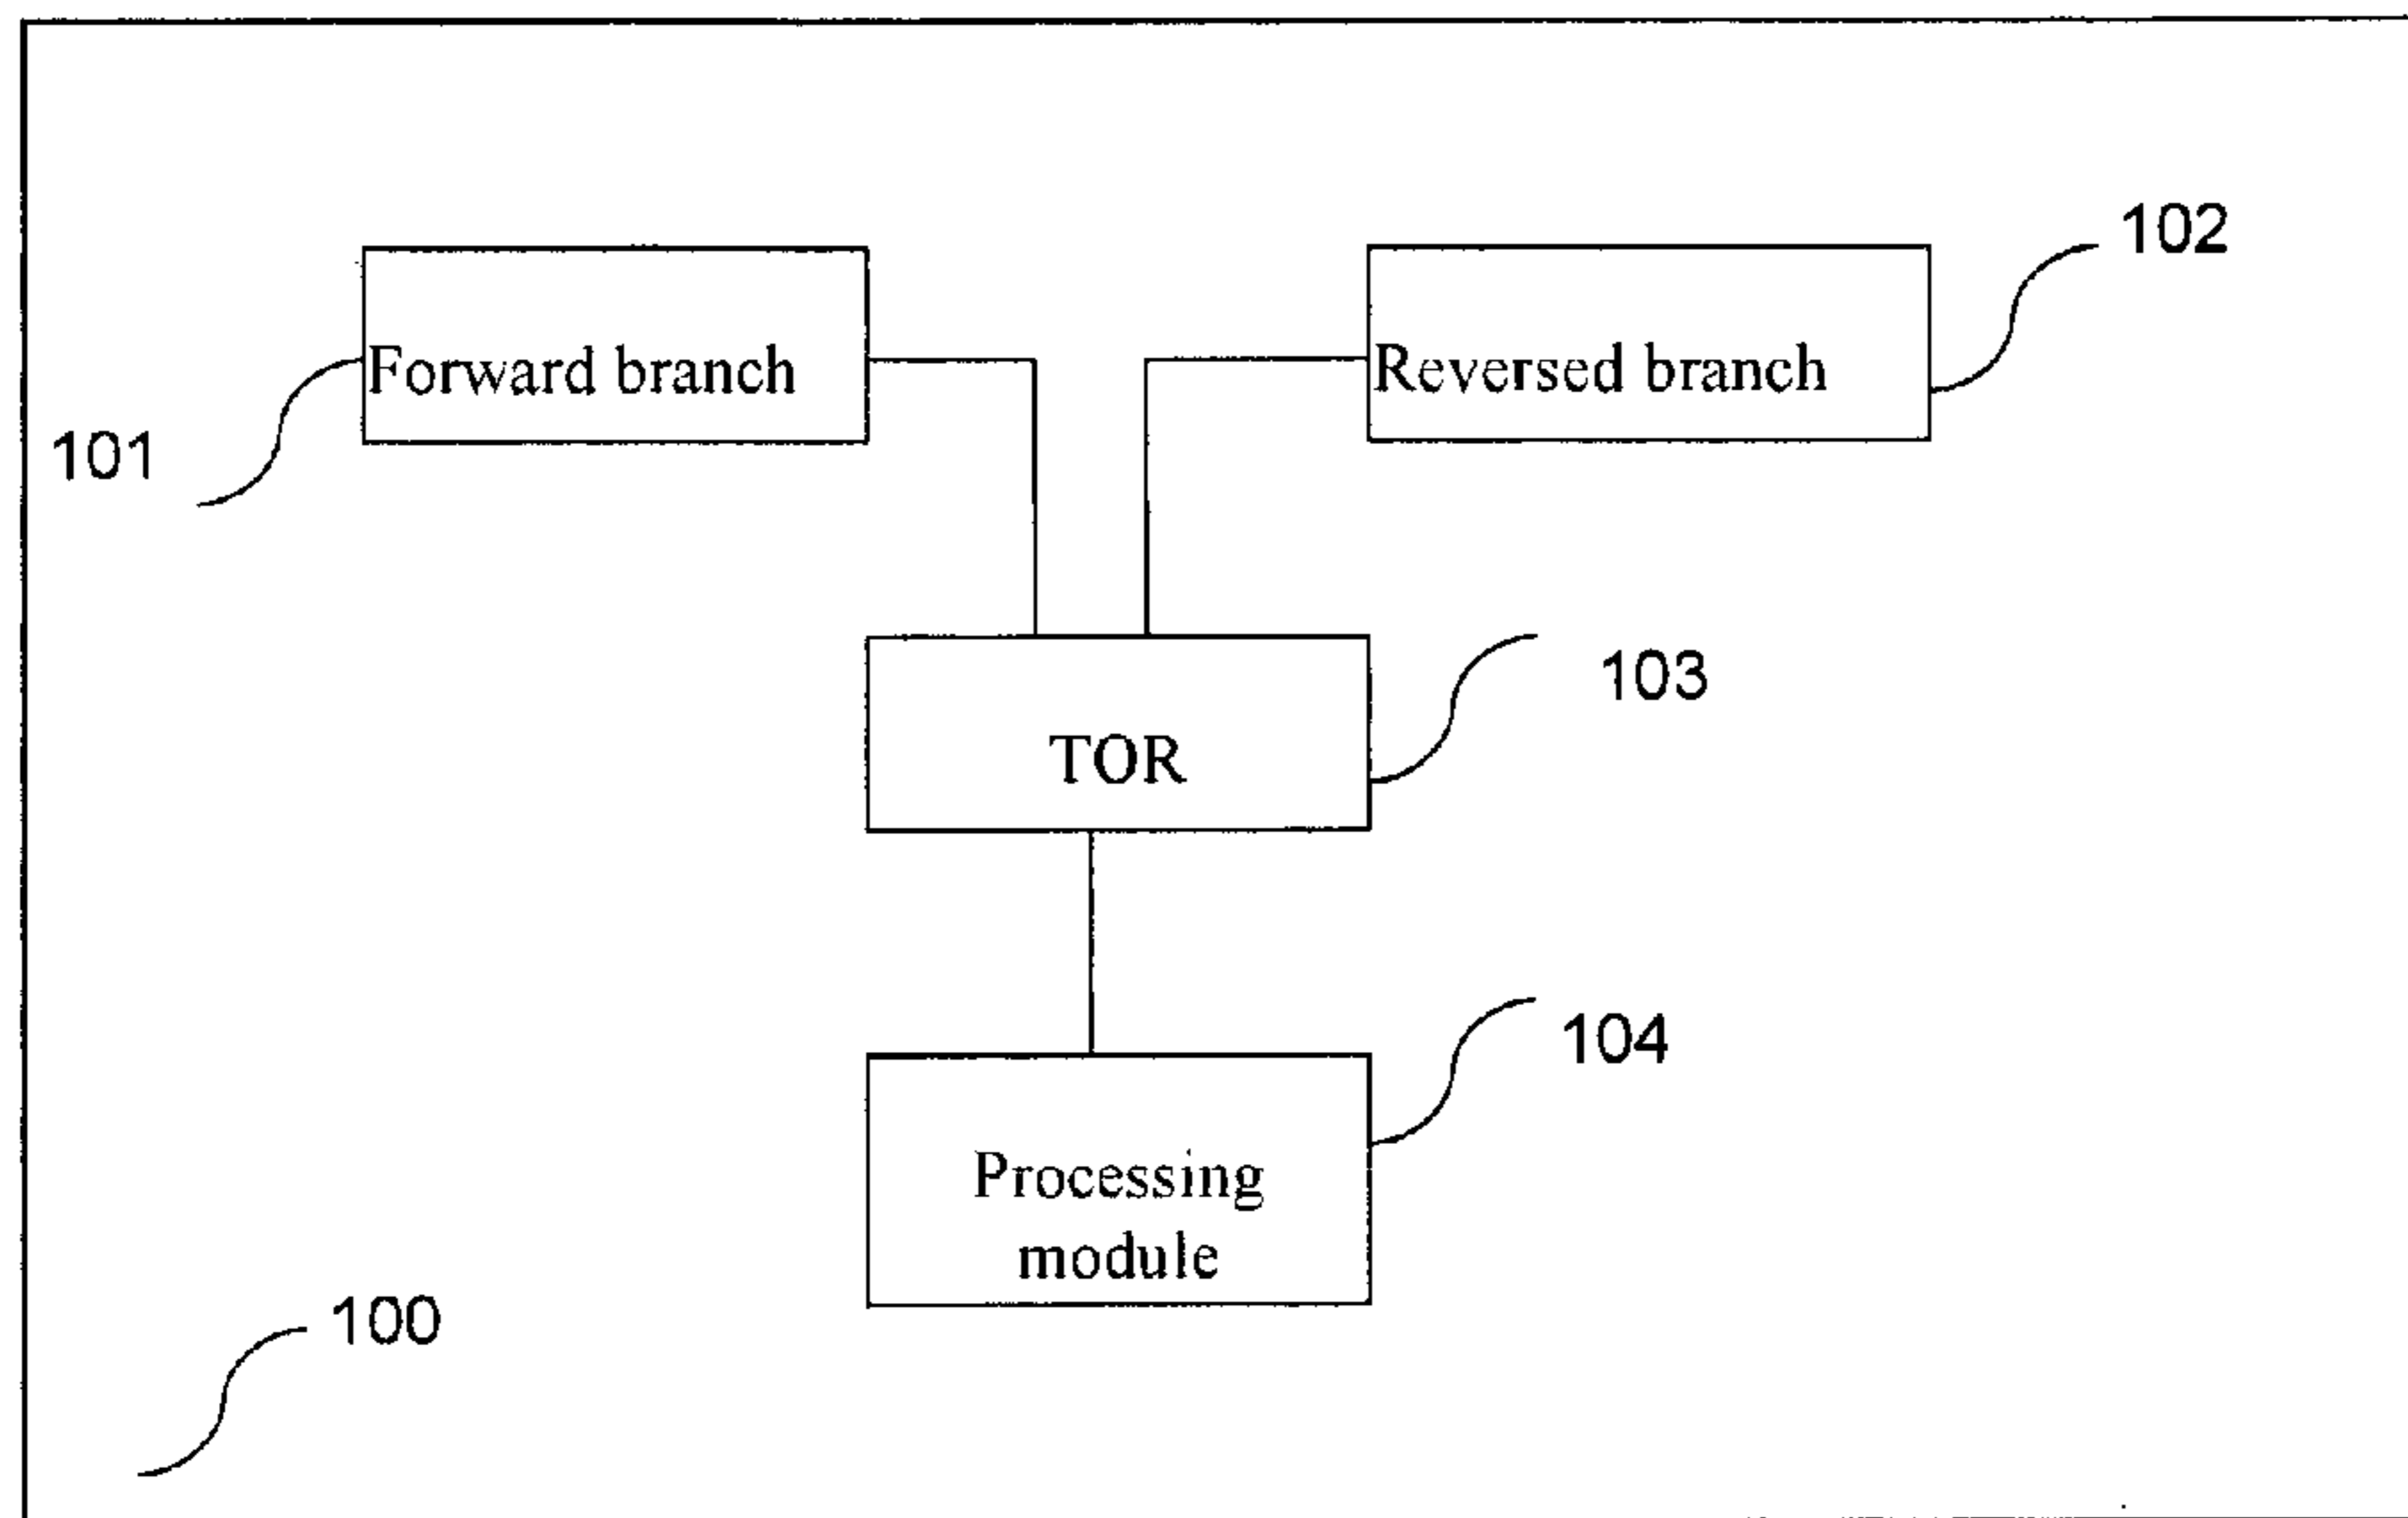 102
Forward branch
Reversed branch
101
103
TOR
104
Processing
module
100